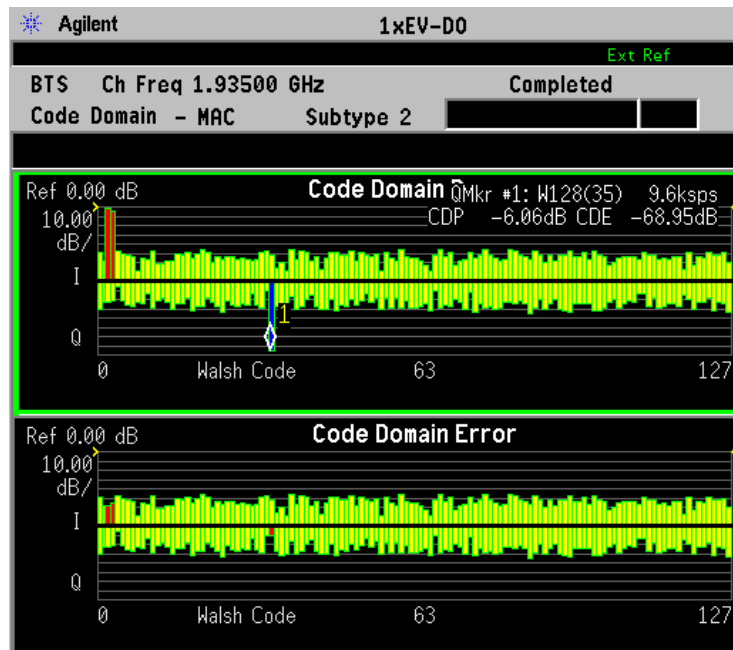 Agilent 1xEV-DO
Ext Ref
BTS Ch Freq 1.93500 GHz Completed
Code Domain - MAC Subtype 2
Ref 0.00 dB Code Domain QMkr #1: W128(35) 9.6ksps
10.00 CDP -6.06dB CDE -68.95dB
dB/
I
1
Q
0 Walsh Code 63 127
Ref 0.00 dB Code Domain Error
10.00
dB/
I
Q
0 Walsh Code 63 127